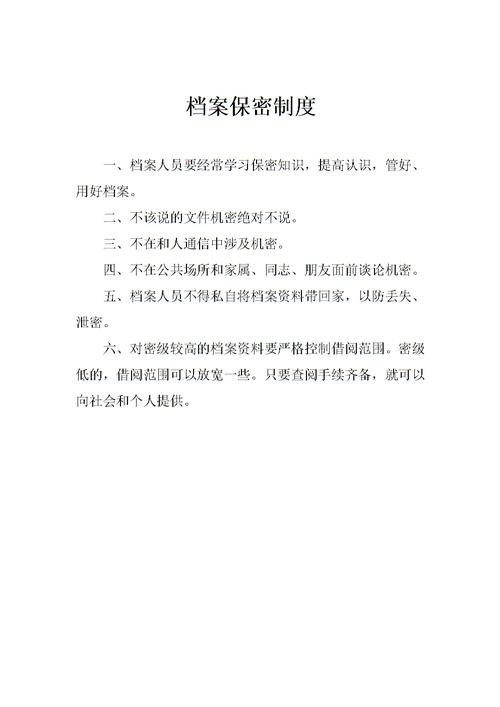 档案保密制度
一、档案人员要经常学习保密知识，提高认识，管好、
用好档案。
二、不该说的文件机密绝对不说。
三、不在和人通信中涉及机密。
四、不在公共场所和家属、同志、朋友面前谈论机密。
五、档案人员不得私自将档案资料带回家，以防丢失、
泄密。
六、对密级较高的档案资料要严格控制借阅范围。密级
低的，借阅范围可以放宽一些。只要查阅手续齐备，就可以
向社会和个人提供。